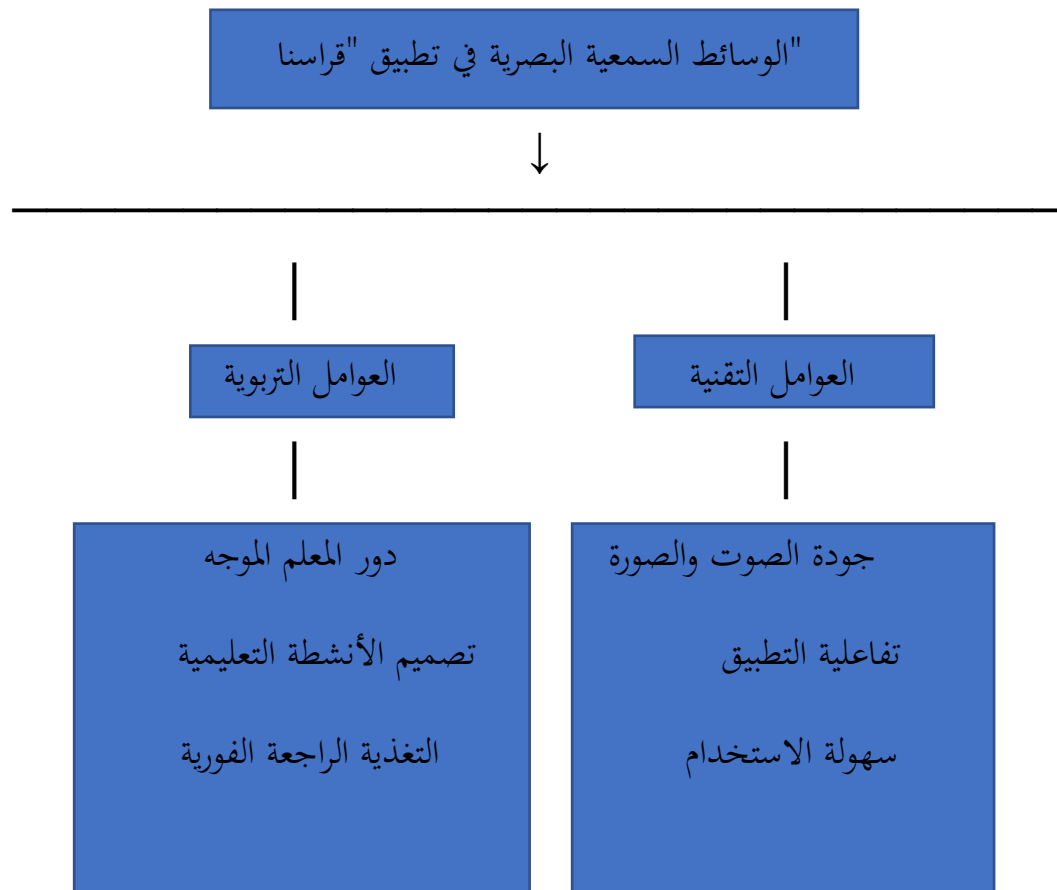 الوسائط السمعية البصرية في تطبيق "قراسنا"
العوامل التقنية
جودة الصوت والصورة
تفاعلية التطبيق
سهولة الاستخدام
العوامل التربوية
دور المعلم الموجه
تصميم الأنشطة التعليمية
التغذية الراجعة الفورية